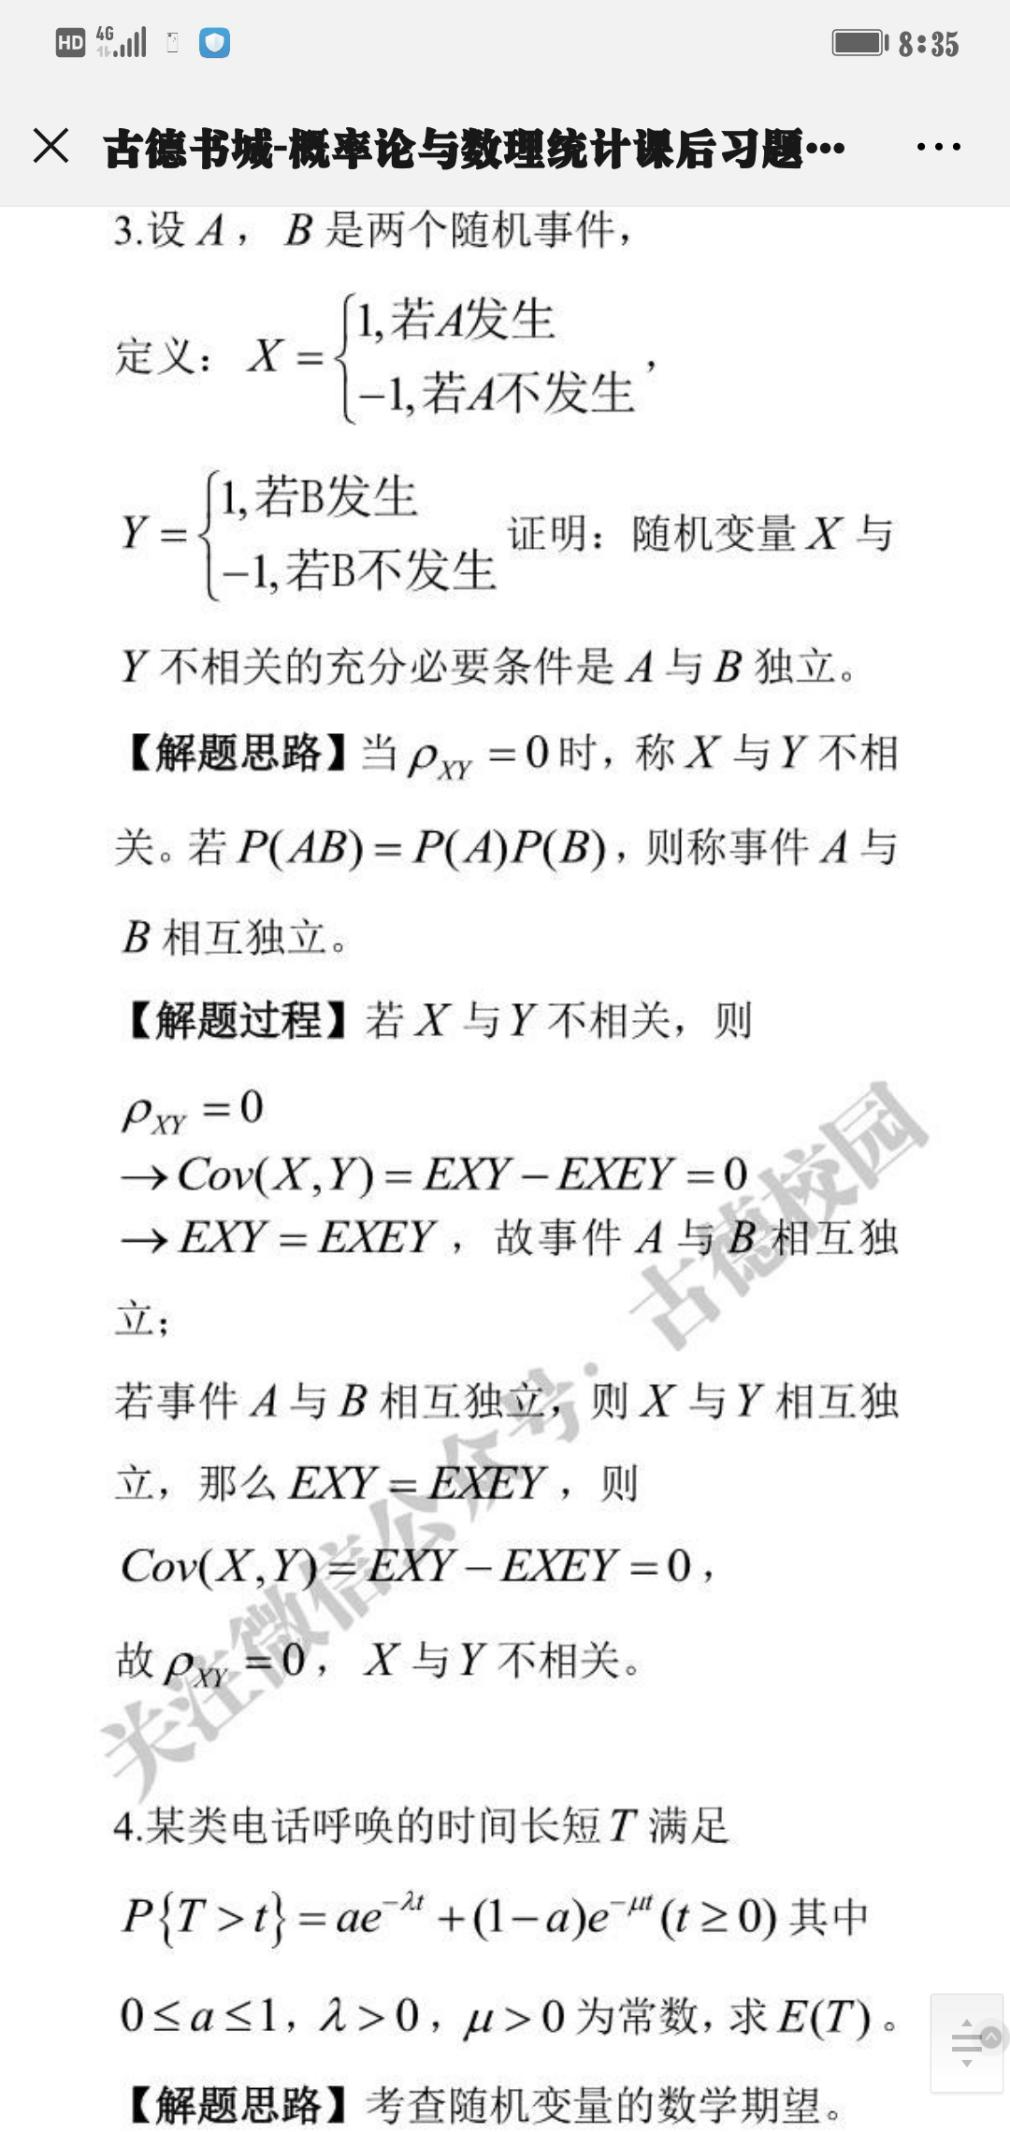 HD 4G 8:35
古德书城-概率论与数理统计课后习题…
3.设 A， B 是两个随机事件，
定义： X = {1,若A发生
−1,若A不发生 ，
Y = {1,若B发生
−1,若B不发生 证明：随机变量 X 与
Y 不相关的充分必要条件是 A 与 B 独立。
【解题思路】当 ρXY = 0 时，称 X 与 Y 不相
关。若 P(AB) = P(A)P(B)，则称事件 A 与
B 相互独立。
【解题过程】若 X 与 Y 不相关，则
ρXY = 0
→ Cov(X,Y) = EXY − EXEY = 0
→ EXY = EXEY ， 故事件 A 与 B 相互独
立；
若事件 A 与 B 相互独立，则 X 与 Y 相互独
立，那么 EXY = EXEY ，则
Cov(X,Y) = EXY − EXEY = 0 ，
故 ρXY = 0， X 与 Y 不相关。
关注微信公众号：古德校园
4.某类电话呼唤的时间长短 T 满足
P{T > t} = ae^−λt + (1 − a)e^−μt (t ≥ 0) 其中
0 ≤ a ≤ 1，λ > 0，μ > 0 为常数，求 E(T)。
【解题思路】考查随机变量的数学期望。